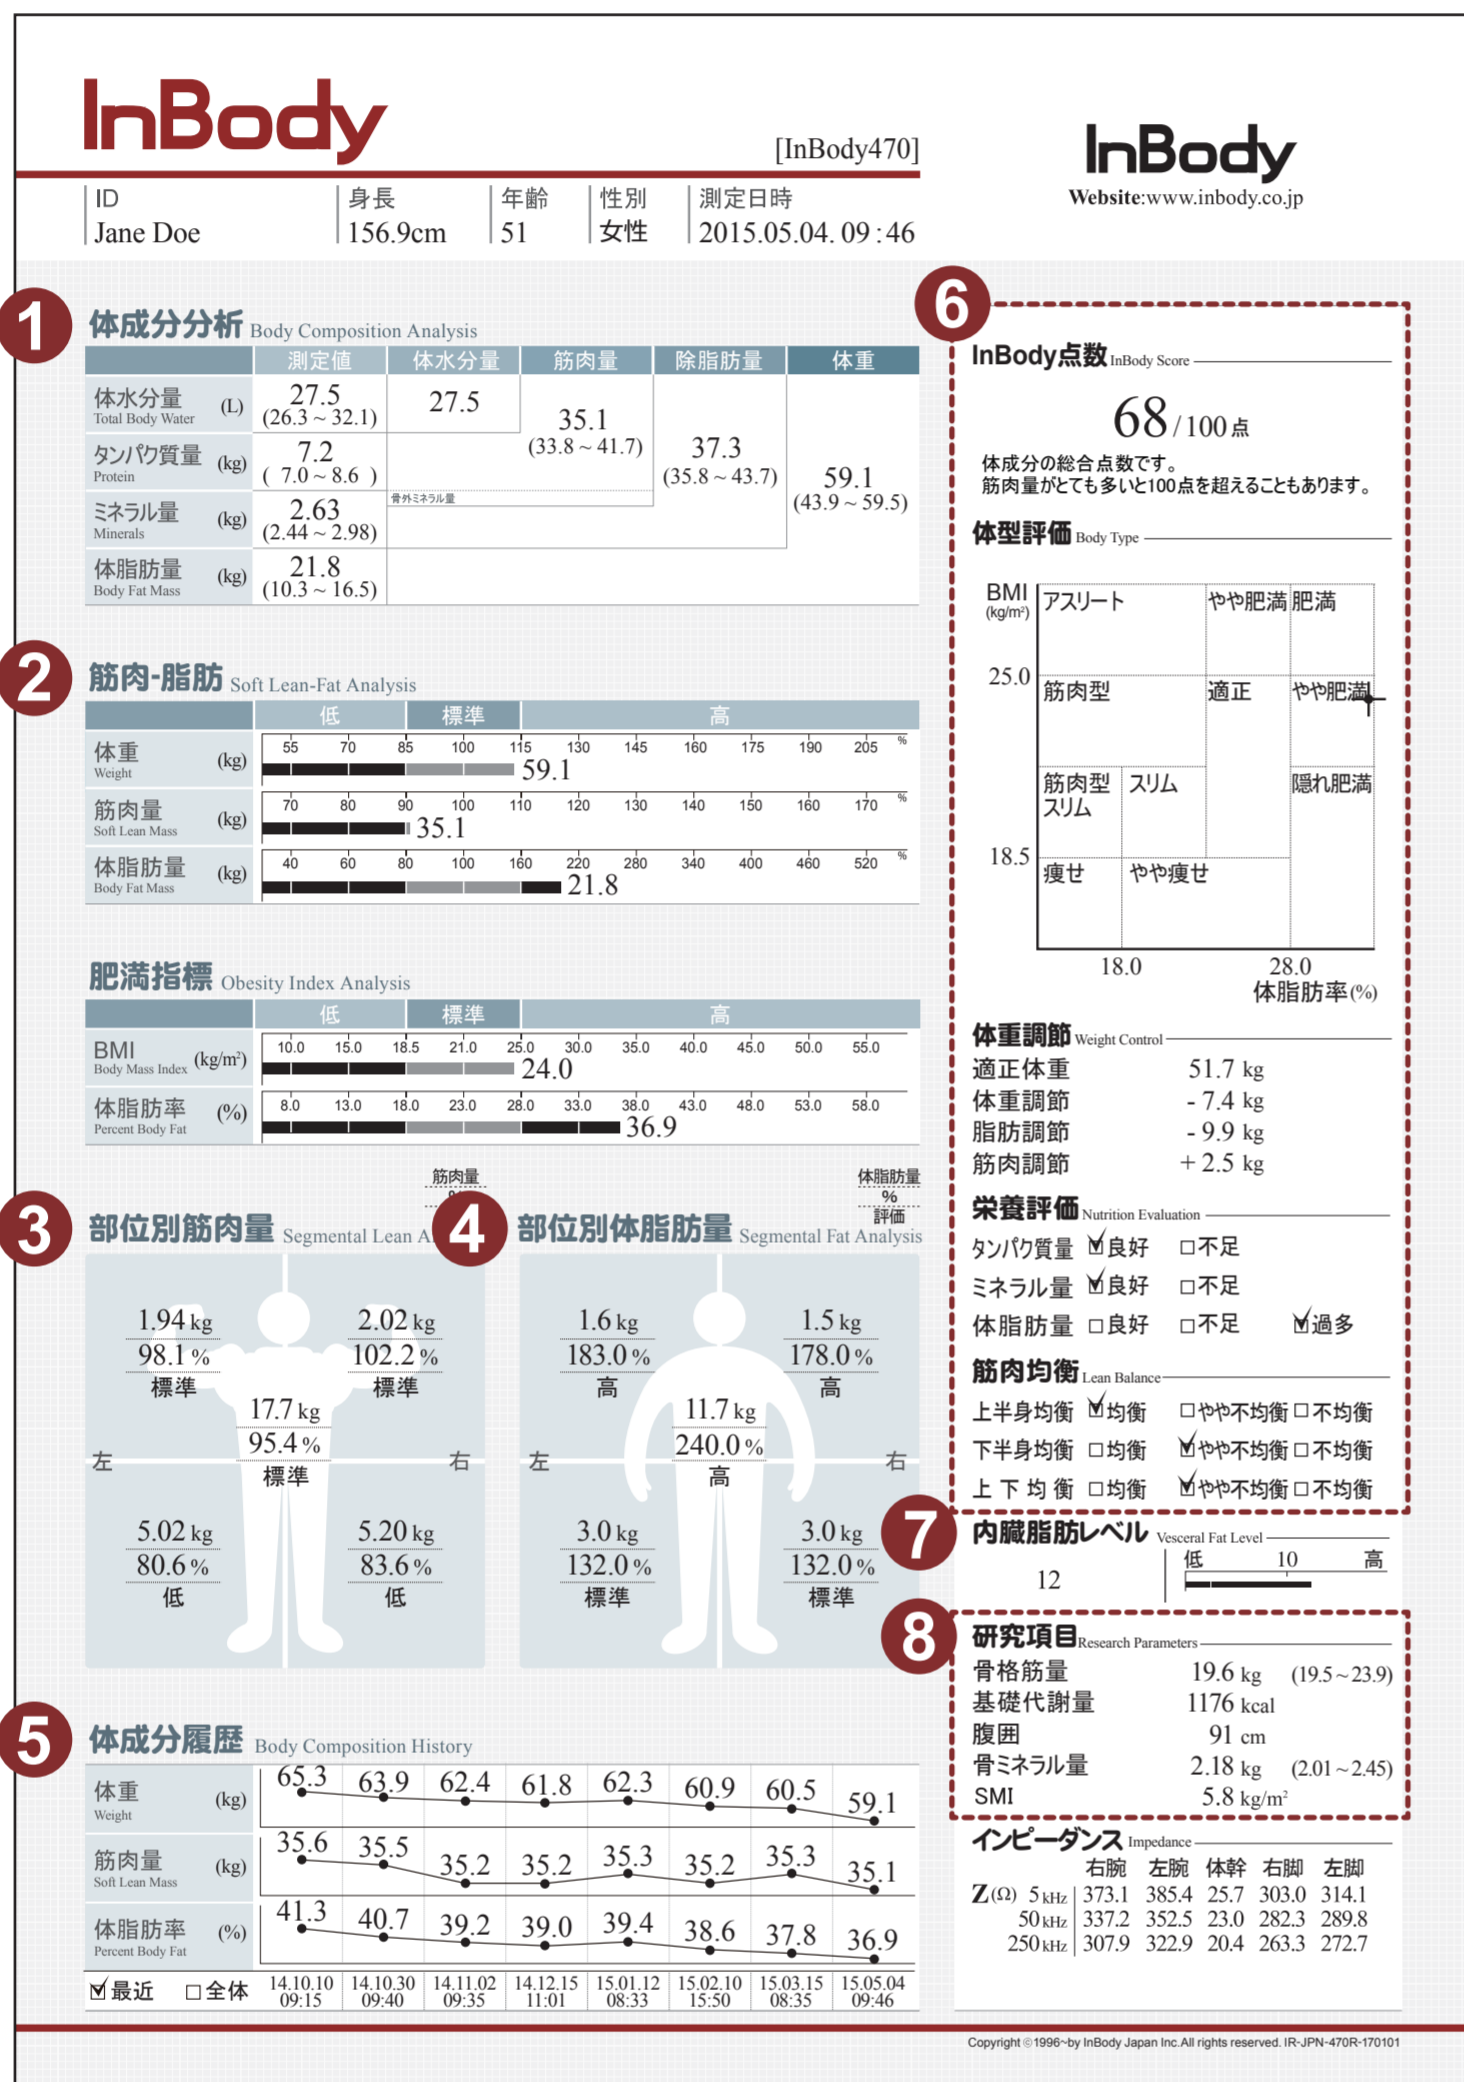 InBody
[InBody470]
InBody
Website:www.inbody.co.jp
ID 身長 年齢 性別 測定日時
Jane Doe 156.9cm 51 女性 2015.05.04. 09:46
1 体成分分析 Body Composition Analysis
測定値 体水分量 筋肉量 除脂肪量 体重
体水分量 Total Body Water (L) 27.5 (26.3 ~ 32.1) 27.5
タンパク質量 Protein (kg) 7.2 ( 7.0 ~ 8.6 ) 35.1 (33.8 ~ 41.7)
ミネラル量 Minerals (kg) 2.63 (2.44 ~ 2.98) 骨外ミネラル量 37.3 (35.8 ~ 43.7)
体脂肪量 Body Fat Mass (kg) 21.8 (10.3 ~ 16.5) 59.1 (43.9 ~ 59.5)
2 筋肉-脂肪 Soft Lean-Fat Analysis
低 標準 高
体重 Weight (kg) 55 70 85 100 115 130 145 160 175 190 205 %
59.1
筋肉量 Soft Lean Mass (kg) 70 80 90 100 110 120 130 140 150 160 170 %
35.1
体脂肪量 Body Fat Mass (kg) 40 60 80 100 160 220 280 340 400 460 520 %
21.8
肥満指標 Obesity Index Analysis
低 標準 高
BMI Body Mass Index (kg/m²) 10.0 15.0 18.5 21.0 25.0 30.0 35.0 40.0 45.0 50.0 55.0
24.0
体脂肪率 Percent Body Fat (%) 8.0 13.0 18.0 23.0 28.0 33.0 38.0 43.0 48.0 53.0 58.0
36.9
筋肉量
3 部位別筋肉量 Segmental Lean A
1.94 kg 2.02 kg
98.1 % 102.2 %
標準 標準
17.7 kg
95.4 %
標準
左 右
5.02 kg 5.20 kg
80.6 % 83.6 %
低 低
体脂肪量
%
評価
4 部位別体脂肪量 Segmental Fat Analysis
1.6 kg 1.5 kg
183.0 % 178.0 %
高 高
11.7 kg
240.0 %
高
左 右
3.0 kg 3.0 kg
132.0 % 132.0 %
標準 標準
5 体成分履歴 Body Composition History
体重 Weight (kg) 65.3 63.9 62.4 61.8 62.3 60.9 60.5 59.1
筋肉量 Soft Lean Mass (kg) 35.6 35.5 35.2 35.2 35.3 35.2 35.3 35.1
体脂肪率 Percent Body Fat (%) 41.3 40.7 39.2 39.0 39.4 38.6 37.8 36.9
☑最近 □全体 14.10.10 14.10.30 14.11.02 14.12.15 15.01.12 15.02.10 15.03.15 15.05.04
09:15 09:40 09:35 11:01 08:33 15:50 08:35 09:46
6
InBody点数 InBody Score
68/100点
体成分の総合点数です。
筋肉量がとても多いと100点を超えることもあります。
体型評価 Body Type
BMI (kg/m²)
アスリート やや肥満 肥満
25.0
筋肉型 適正 やや肥満
筋肉型スリム スリム 隠れ肥満
18.5
痩せ やや痩せ
18.0 28.0
体脂肪率(%)
体重調節 Weight Control
適正体重 51.7 kg
体重調節 - 7.4 kg
脂肪調節 - 9.9 kg
筋肉調節 + 2.5 kg
栄養評価 Nutrition Evaluation
タンパク質量 ☑良好 □不足
ミネラル量 ☑良好 □不足
体脂肪量 □良好 □不足 ☑過多
筋肉均衡 Lean Balance
上半身均衡 ☑均衡 □やや不均衡 □不均衡
下半身均衡 □均衡 ☑やや不均衡 □不均衡
上下均衡 □均衡 ☑やや不均衡 □不均衡
7 内臓脂肪レベル Vesceral Fat Level
12 低 10 高
8 研究項目 Research Parameters
骨格筋量 19.6 kg (19.5~23.9)
基礎代謝量 1176 kcal
腹囲 91 cm
骨ミネラル量 2.18 kg (2.01~2.45)
SMI 5.8 kg/m²
インピーダンス Impedance
右腕 左腕 体幹 右脚 左脚
Z(Ω) 5 kHz 373.1 385.4 25.7 303.0 314.1
50 kHz 337.2 352.5 23.0 282.3 289.8
250 kHz 307.9 322.9 20.4 263.3 272.7
Copyright ©1996~by InBody Japan Inc.All rights reserved. IR-JPN-470R-170101